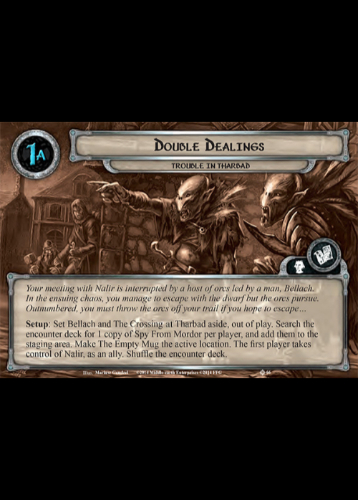 1A
Double Dealings
Trouble in Tharbad
Your meeting with Nalir is interrupted by a host of orcs led by a man, Bellach.
In the ensuing chaos, you manage to escape with the dwarf but the orcs pursue.
Outnumbered, you must throw the orcs off your trail if you hope to escape...
Setup: Set Bellach and The Crossing at Tharbad aside, out of play. Search the
encounter deck for 1 copy of Spy From Mordor per player, and add them to the
staging area. Make The Empty Mug the active location. The first player takes
control of Nalir, as an ally. Shuffle the encounter deck.